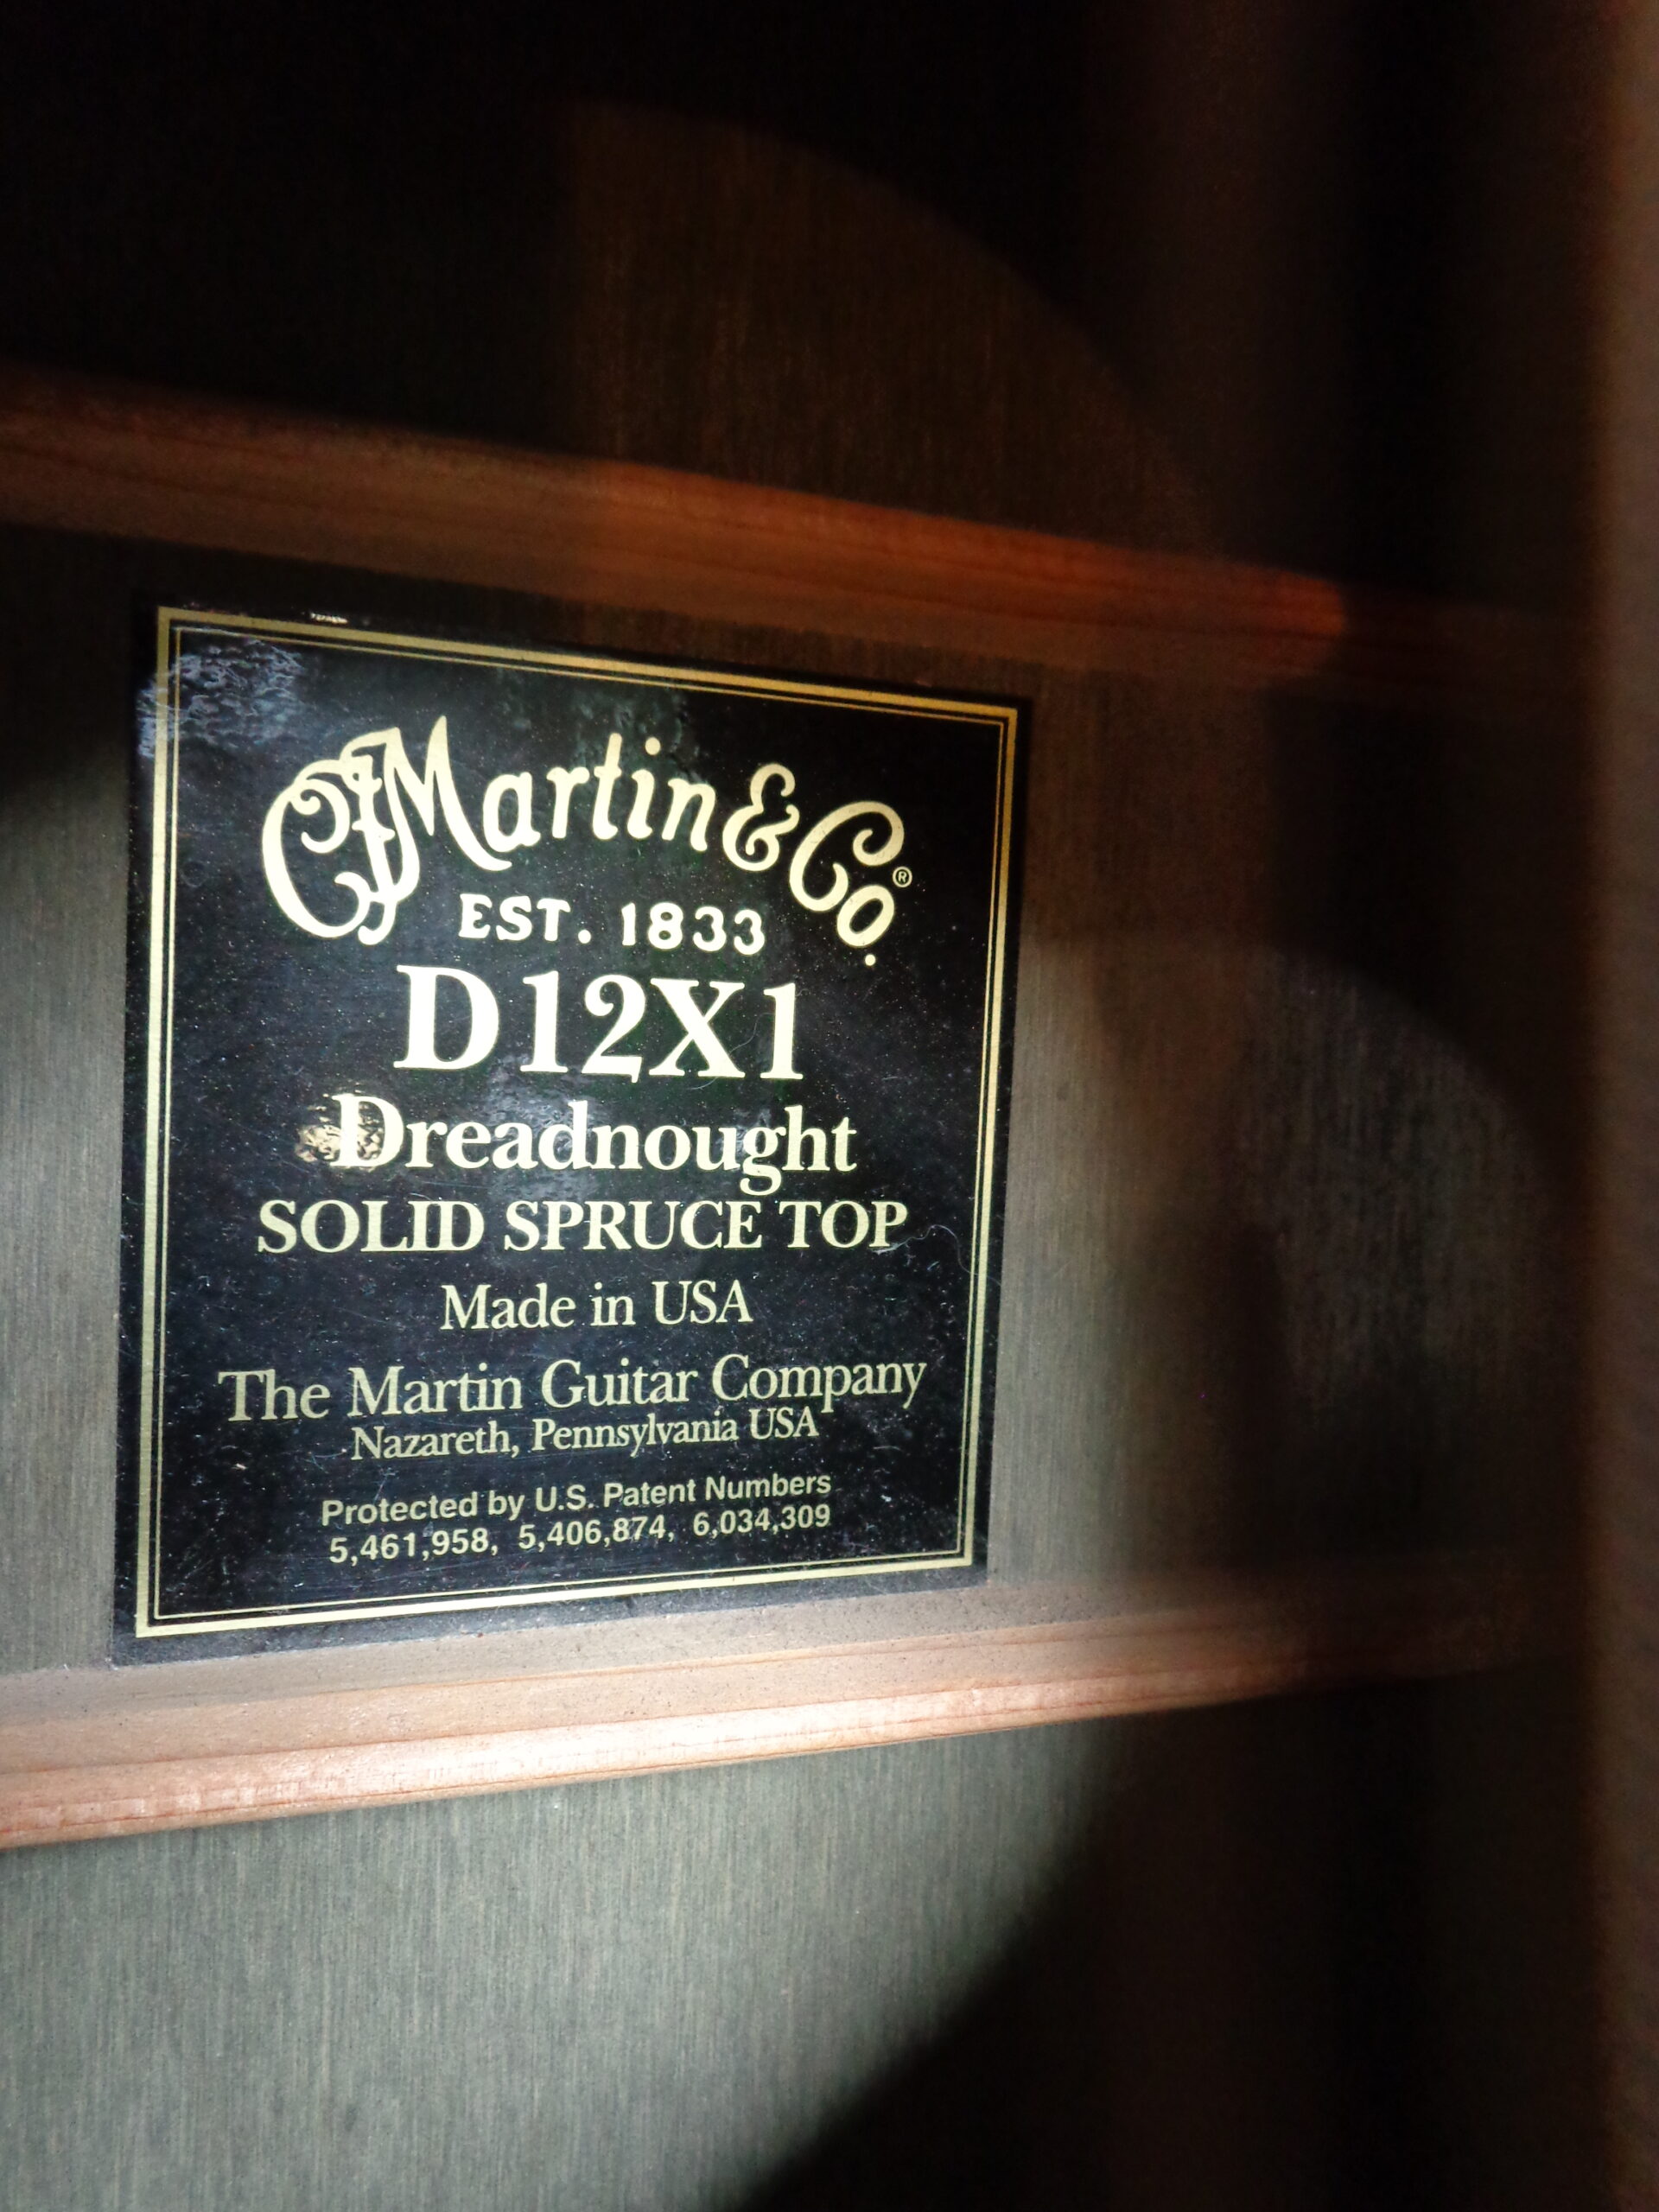 CFMartin & Co.®
EST. 1833
D12X1
Dreadnought
SOLID SPRUCE TOP
Made in USA
The Martin Guitar Company
Nazareth, Pennsylvania USA
Protected by U.S. Patent Numbers
5,461,958, 5,406,874, 6,034,309